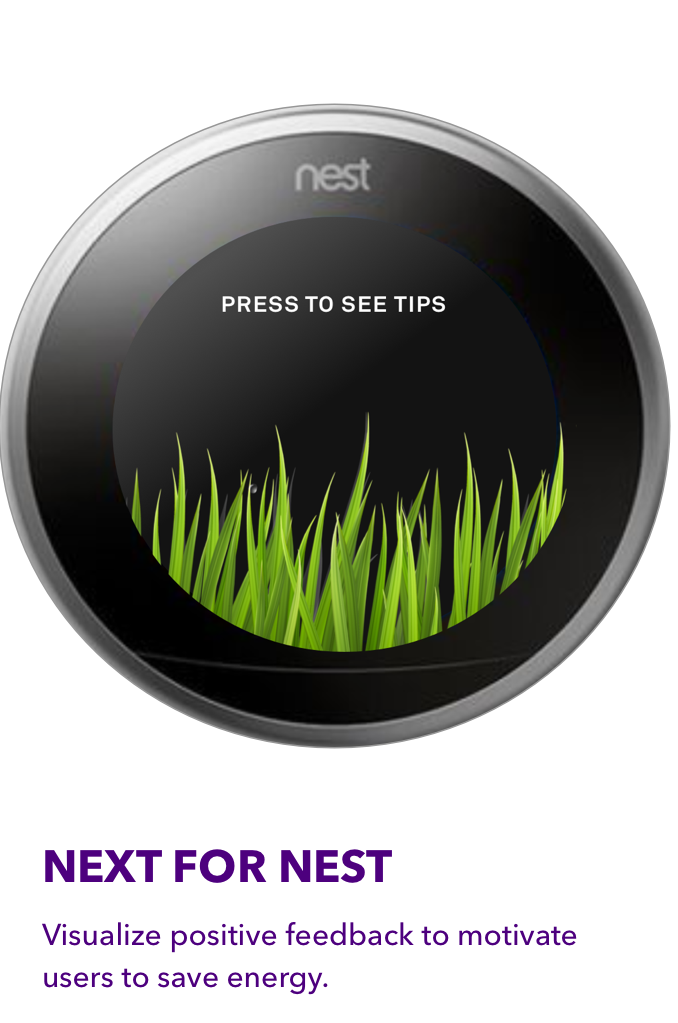 nest
PRESS TO SEE TIPS
NEXT FOR NEST
Visualize positive feedback to motivate
users to save energy.